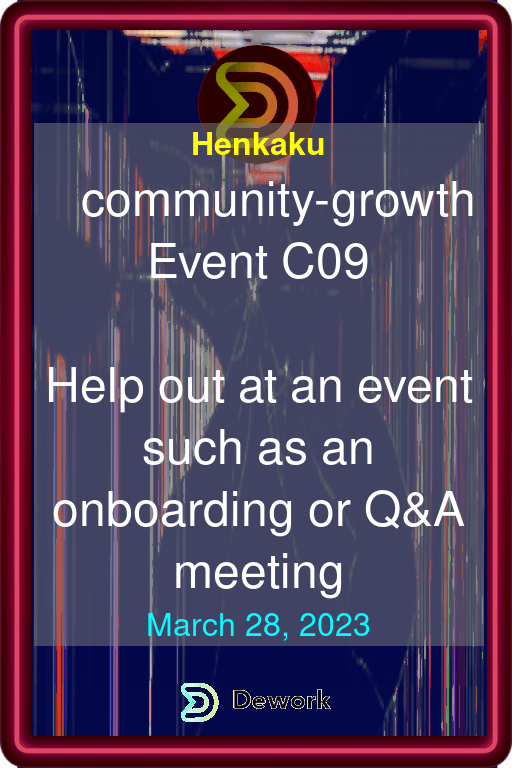 Henkaku
community-growth
Event C09
Help out at an event
such as an
onboarding or Q&A
meeting
March 28, 2023
Dework